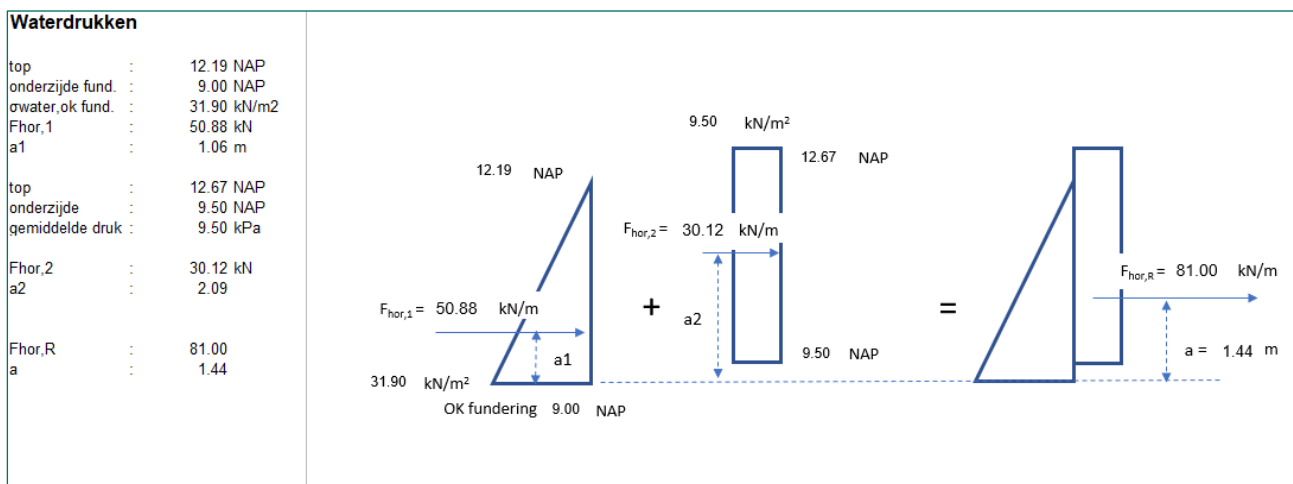 Waterdrukken
top : 12.19 NAP
onderzijde fund. : 9.00 NAP
σwater,ok fund. : 31.90 kN/m2
Fhor,1 : 50.88 kN
a1 : 1.06 m
top : 12.67 NAP
onderzijde : 9.50 NAP
gemiddelde druk : 9.50 kPa
Fhor,2 : 30.12 kN
a2 : 2.09
Fhor,R : 81.00
a : 1.44
12.19 NAP
Fhor,1 = 50.88 kN/m
a1
31.90 kN/m²
OK fundering 9.00 NAP
+
9.50 kN/m²
12.67 NAP
Fhor,2 = 30.12 kN/m
a2
9.50 NAP
=
Fhor,R = 81.00 kN/m
a = 1.44 m